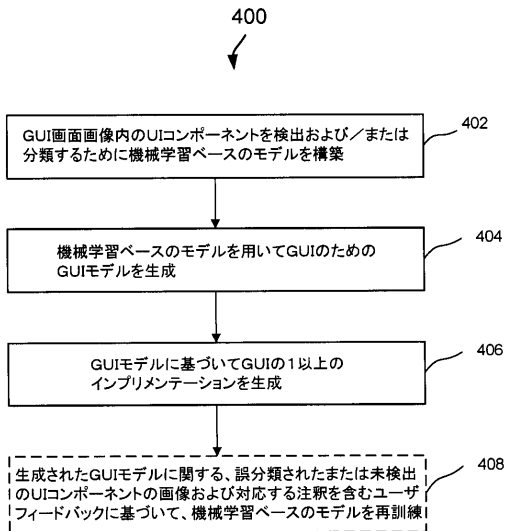 400
GUI画面画像内のUIコンポーネントを検出および／または
分類するために機械学習ベースのモデルを構築
402
機械学習ベースのモデルを用いてGUIのための
GUIモデルを生成
404
GUIモデルに基づいてGUIの1以上の
インプリメンテーションを生成
406
生成されたGUIモデルに関する、誤分類されたまたは未検出
のUIコンポーネントの画像および対応する注釈を含むユーザ
フィードバックに基づいて、機械学習ベースのモデルを再訓練
408